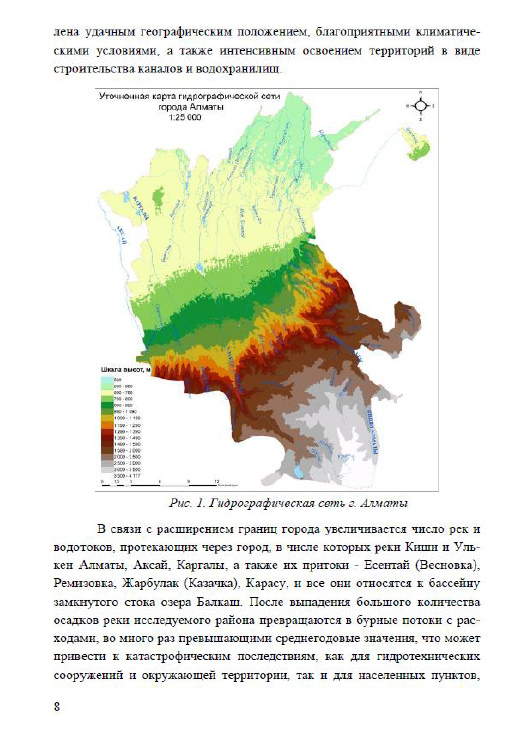 лена удачным географическим положением, благоприятными климатиче-
скими условиями, а также интенсивным освоением территорий в виде
строительства каналов и водохранилищ.
Уточненная карта гидрографической сети
города Алматы
1:25 000
КАРГАЛЫ
АКСАЙ
Шкала высот, м
Рис. 1. Гидрографическая сеть г. Алматы
В связи с расширением границ города увеличивается число рек и
водотоков, протекающих через город, в числе которых реки Киши и Уль-
кен Алматы, Аксай, Каргалы, а также их притоки - Есентай (Весновка),
Ремизовка, Жарбулак (Казачка), Карасу, и все они относятся к бассейну
замкнутого стока озера Балкаш. После выпадения большого количества
осадков реки исследуемого района превращаются в бурные потоки с рас-
ходами, во много раз превышающими среднегодовые значения, что может
привести к катастрофическим последствиям, как для гидротехнических
сооружений и окружающей территории, так и для населенных пунктов,
8